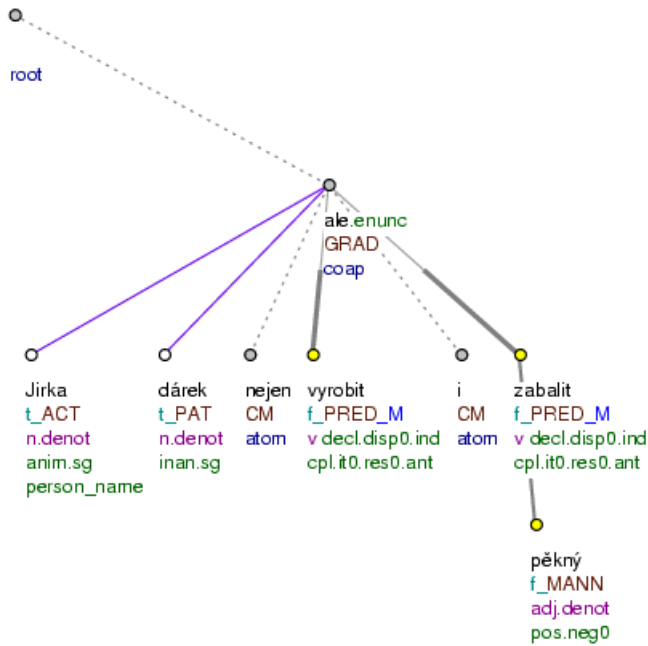 root
ale.enunc
GRAD
coap
Jirka dárek nejen vyrobit i zabalit
t_ACT t_PAT CM f_PRED_M CM f_PRED_M
n.denot n.denot atom v decl.disp0.ind atom v decl.disp0.ind
anim.sg inan.sg cpl.it0.res0.ant cpl.it0.res0.ant
person_name
pěkný
f_MANN
adj.denot
pos.neg0